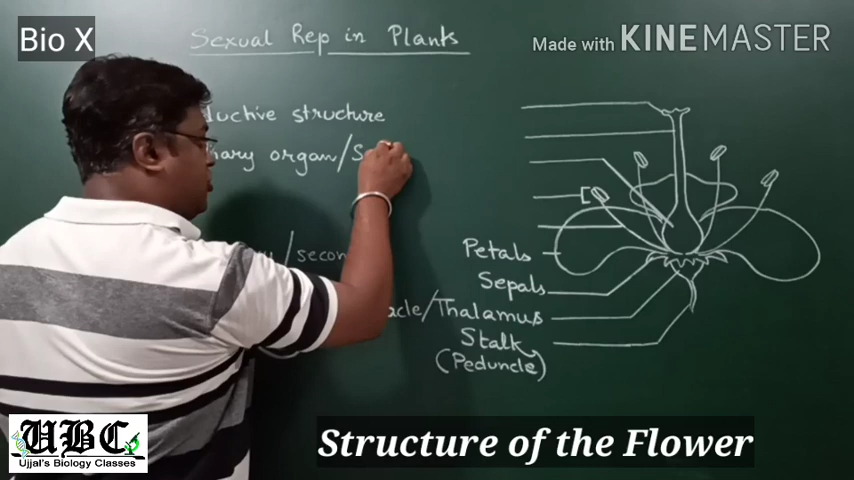 Bio X
Sexual Rep in Plants
Made with KINEMASTER
ductive structure
organ/S
/secon
Petals
Sepals
acle/Thalamus
Stalk
(Peduncle)
UBC
Ujjal's Biology Classes
Structure of the Flower